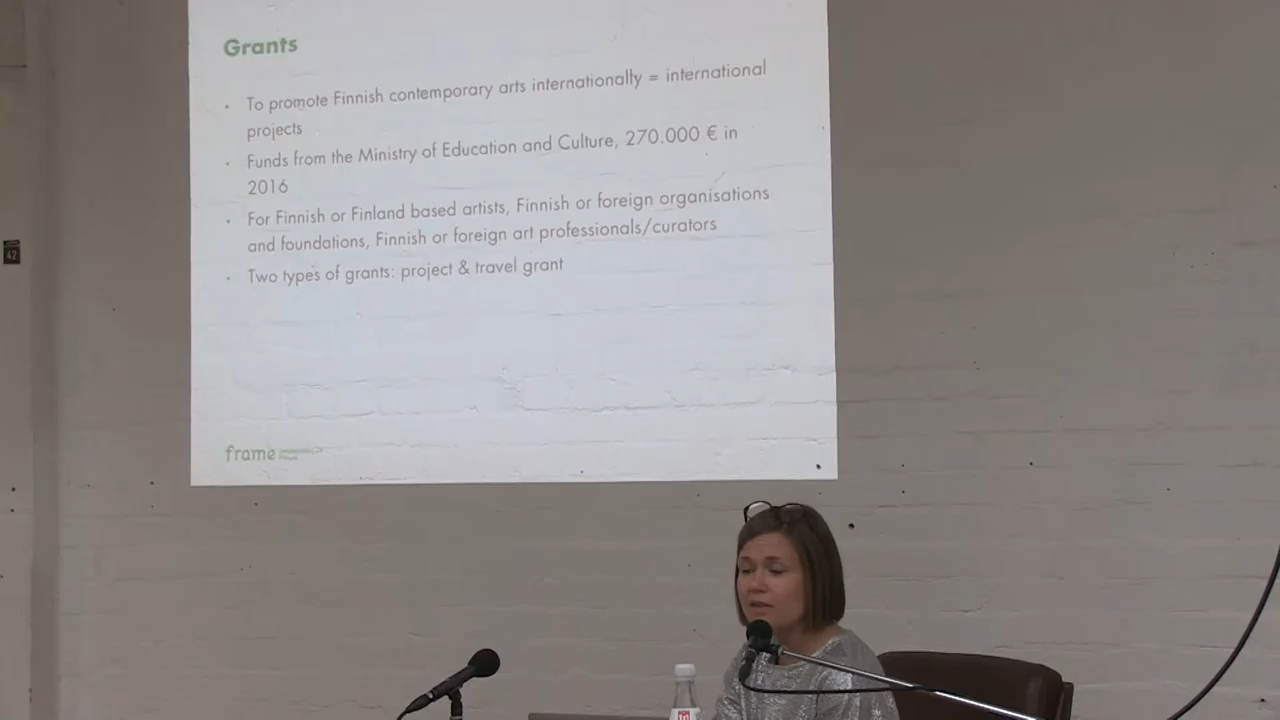 Grants
• To promote Finnish contemporary arts internationally = international
projects
• Funds from the Ministry of Education and Culture, 270.000 € in
2016
• For Finnish or Finland based artists, Finnish or foreign organisations
and foundations, Finnish or foreign art professionals/curators
• Two types of grants: project & travel grant
frame
42